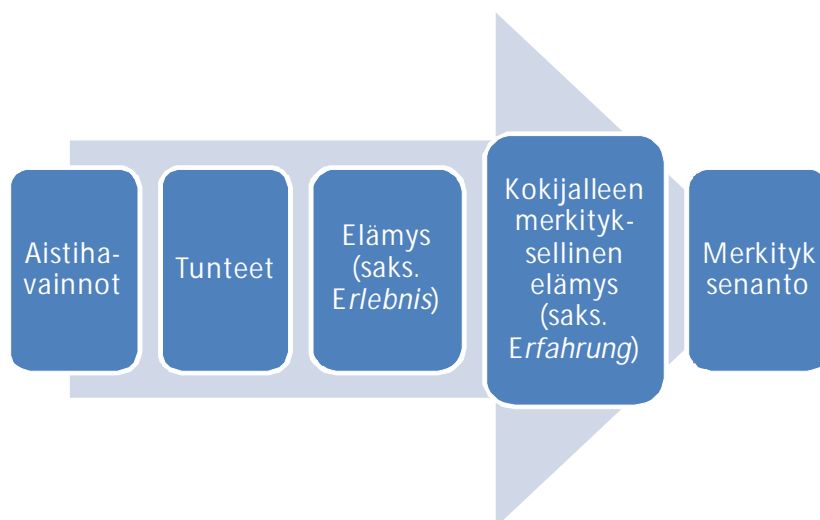 Aistiha-
vainnot
Tunteet
Elämys
(saks.
Erlebnis)
Kokijalleen
merkityk-
sellinen
elämys
(saks.
Erfahrung)
Merkityk
senanto